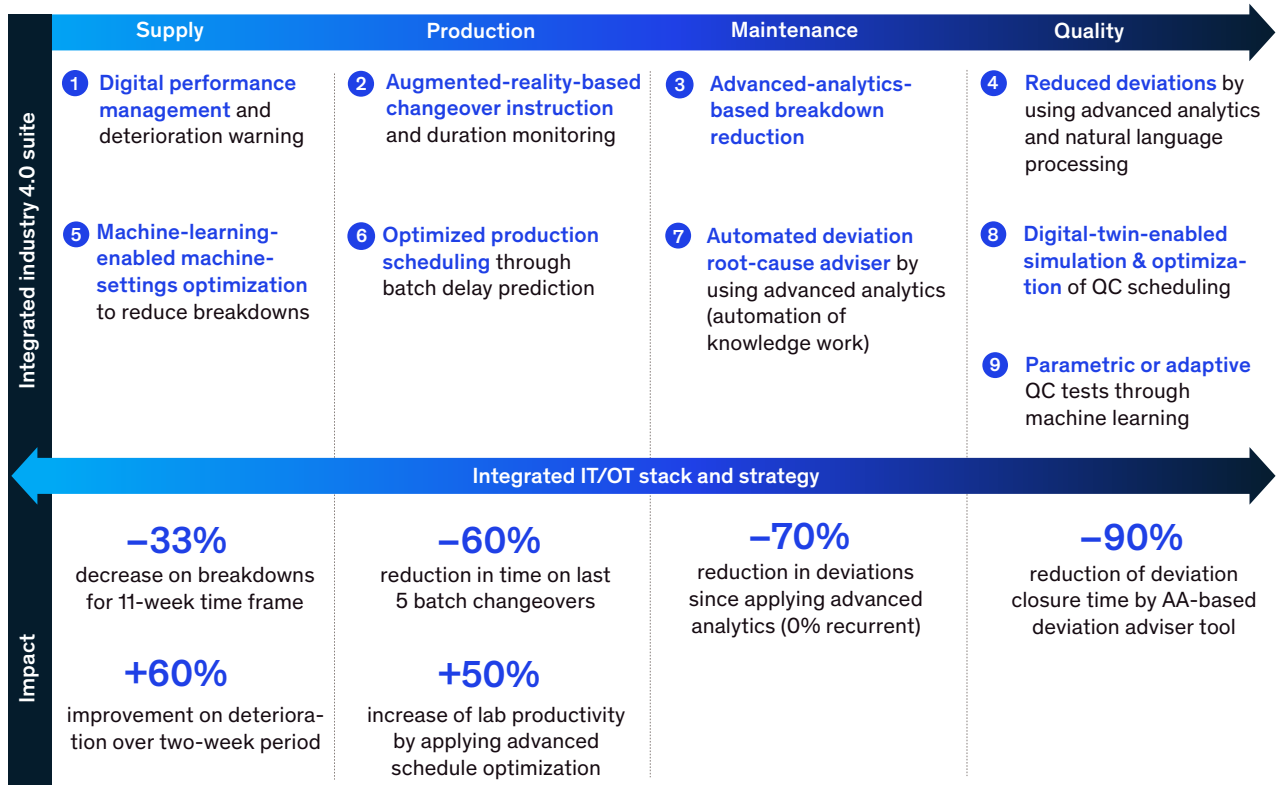 Supply
Production
Maintenance
Quality
Integrated industry 4.0 suite
1
Digital performance
management and
deterioration warning
2
Augmented-reality-based
changeover instruction
and duration monitoring
3
Advanced-analytics-
based breakdown
reduction
4
Reduced deviations by
using advanced analytics
and natural language
processing
5
Machine-learning-
enabled machine-
settings optimization
to reduce breakdowns
6
Optimized production
scheduling through
batch delay prediction
7
Automated deviation
root-cause adviser by
using advanced analytics
(automation of
knowledge work)
8
Digital-twin-enabled
simulation & optimiza-
tion of QC scheduling
9
Parametric or adaptive
QC tests through
machine learning
Integrated IT/OT stack and strategy
Impact
–33%
decrease on breakdowns
for 11-week time frame
–60%
reduction in time on last
5 batch changeovers
–70%
reduction in deviations
since applying advanced
analytics (0% recurrent)
–90%
reduction of deviation
closure time by AA-based
deviation adviser tool
+60%
improvement on deteriora-
tion over two-week period
+50%
increase of lab productivity
by applying advanced
schedule optimization